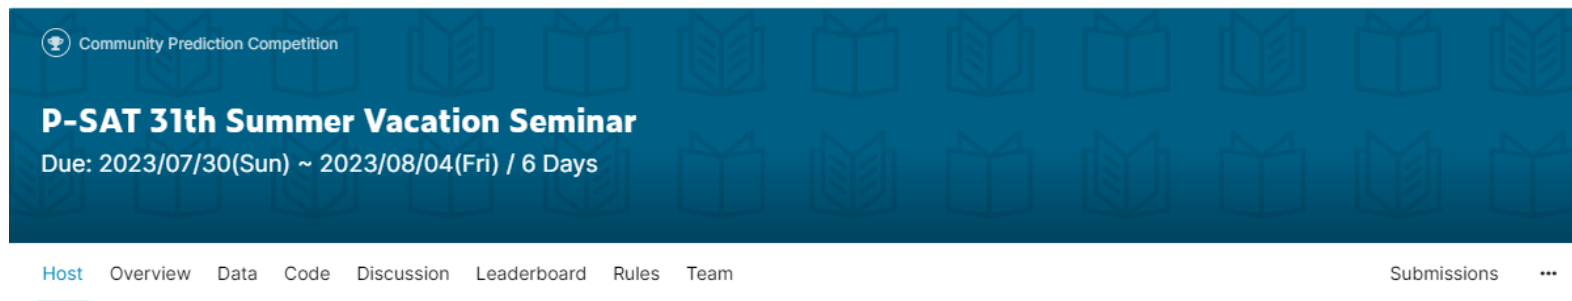 Community Prediction Competition
P-SAT 31th Summer Vacation Seminar
Due: 2023/07/30(Sun) ~ 2023/08/04(Fri) / 6 Days
Host Overview Data Code Discussion Leaderboard Rules Team Submissions ...